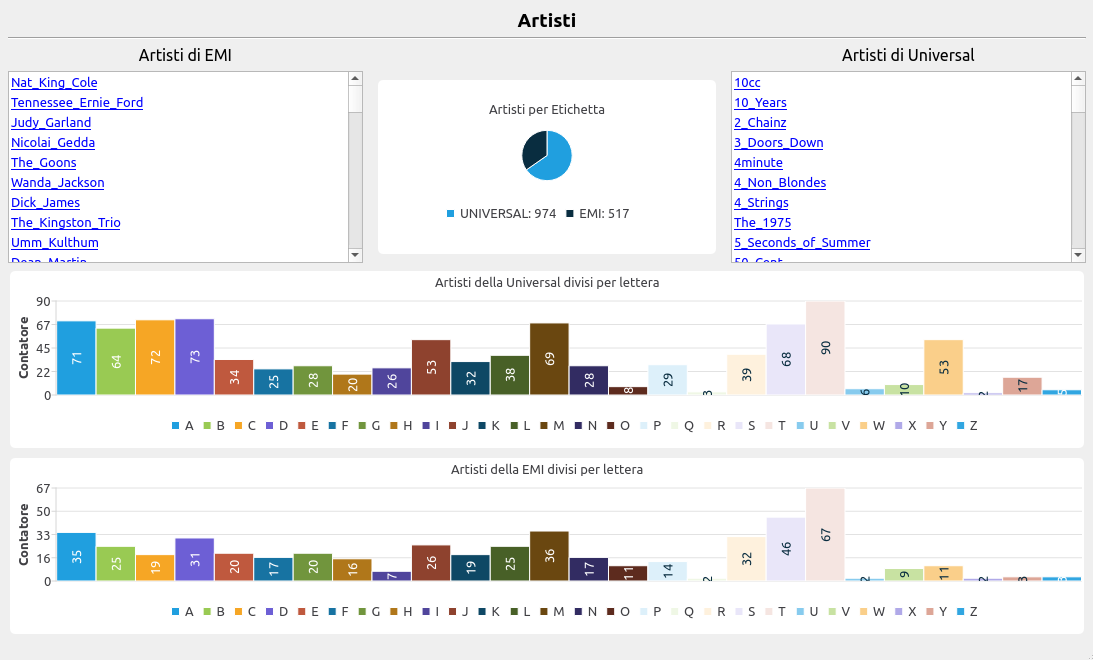 Artisti
Artisti di EMI
Nat_King_Cole
Tennessee_Ernie_Ford
Judy_Garland
Nicolai_Gedda
The_Goons
Wanda_Jackson
Dick_James
The_Kingston_Trio
Umm_Kulthum
Dean_Martin
Artisti per Etichetta
UNIVERSAL: 974 EMI: 517
Artisti di Universal
10cc
10_Years
2_Chainz
3_Doors_Down
4minute
4_Non_Blondes
4_Strings
The_1975
5_Seconds_of_Summer
50_Cent
Artisti della Universal divisi per lettera
Contatore
90
67
45
22
0
71 64 72 73 34 25 28 20 26 53 32 38 69 28 8 29 3 39 68 90 6 10 53 2 17 5
A B C D E F G H I J K L M N O P Q R S T U V W X Y Z
Artisti della EMI divisi per lettera
Contatore
67
50
33
16
0
35 25 19 31 20 17 20 16 7 26 19 25 36 17 11 14 2 32 46 67 2 9 11 2 3
A B C D E F G H I J K L M N O P Q R S T U V W X Y Z